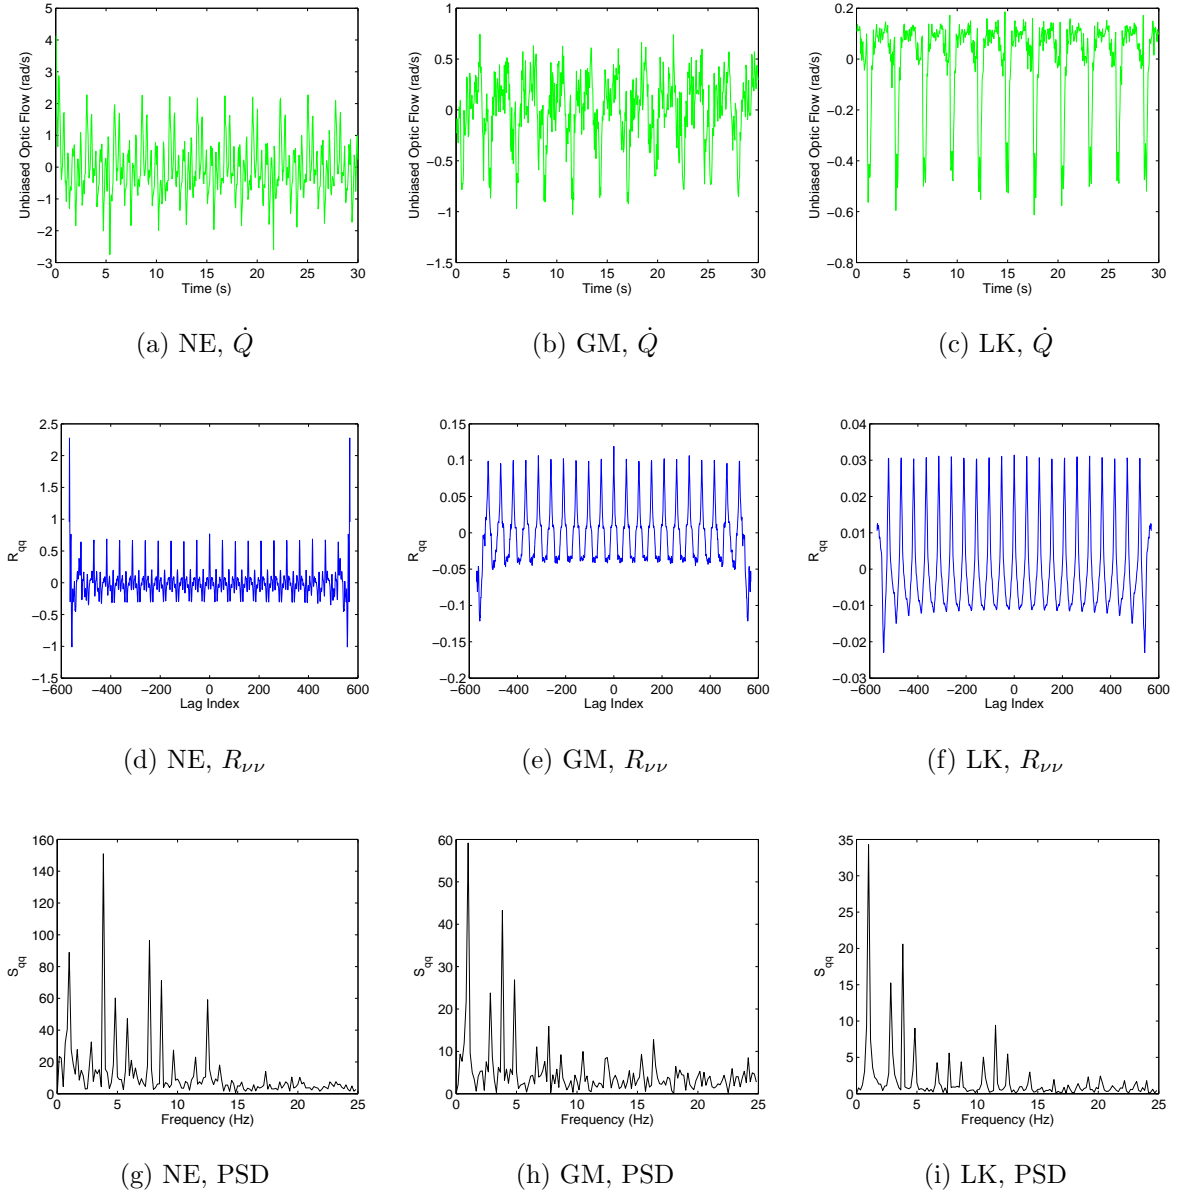 5
4
3
2
1
0
−1
−2
−3
0 5 10 15 20 25 30
Time (s)
Unbiased Optic Flow (rad/s)
1
0.5
0
−0.5
−1
−1.5
0 5 10 15 20 25 30
Time (s)
Unbiased Optic Flow (rad/s)
0.2
0
−0.2
−0.4
−0.6
−0.8
0 5 10 15 20 25 30
Time (s)
Unbiased Optic Flow (rad/s)
(a) NE, Q̇
(b) GM, Q̇
(c) LK, Q̇
2.5
2
1.5
1
0.5
0
−0.5
−1
−1.5
−600 −400 −200 0 200 400 600
Lag Index
R_qq
0.15
0.1
0.05
0
−0.05
−0.1
−0.15
−0.2
−600 −400 −200 0 200 400 600
Lag Index
R_qq
0.04
0.03
0.02
0.01
0
−0.01
−0.02
−0.03
−600 −400 −200 0 200 400 600
Lag Index
R_qq
(d) NE, R_νν
(e) GM, R_νν
(f) LK, R_νν
160
140
120
100
80
60
40
20
0
0 5 10 15 20 25
Frequency (Hz)
S_qq
60
50
40
30
20
10
0
0 5 10 15 20 25
Frequency (Hz)
S_qq
35
30
25
20
15
10
5
0
0 5 10 15 20 25
Frequency (Hz)
S_qq
(g) NE, PSD
(h) GM, PSD
(i) LK, PSD